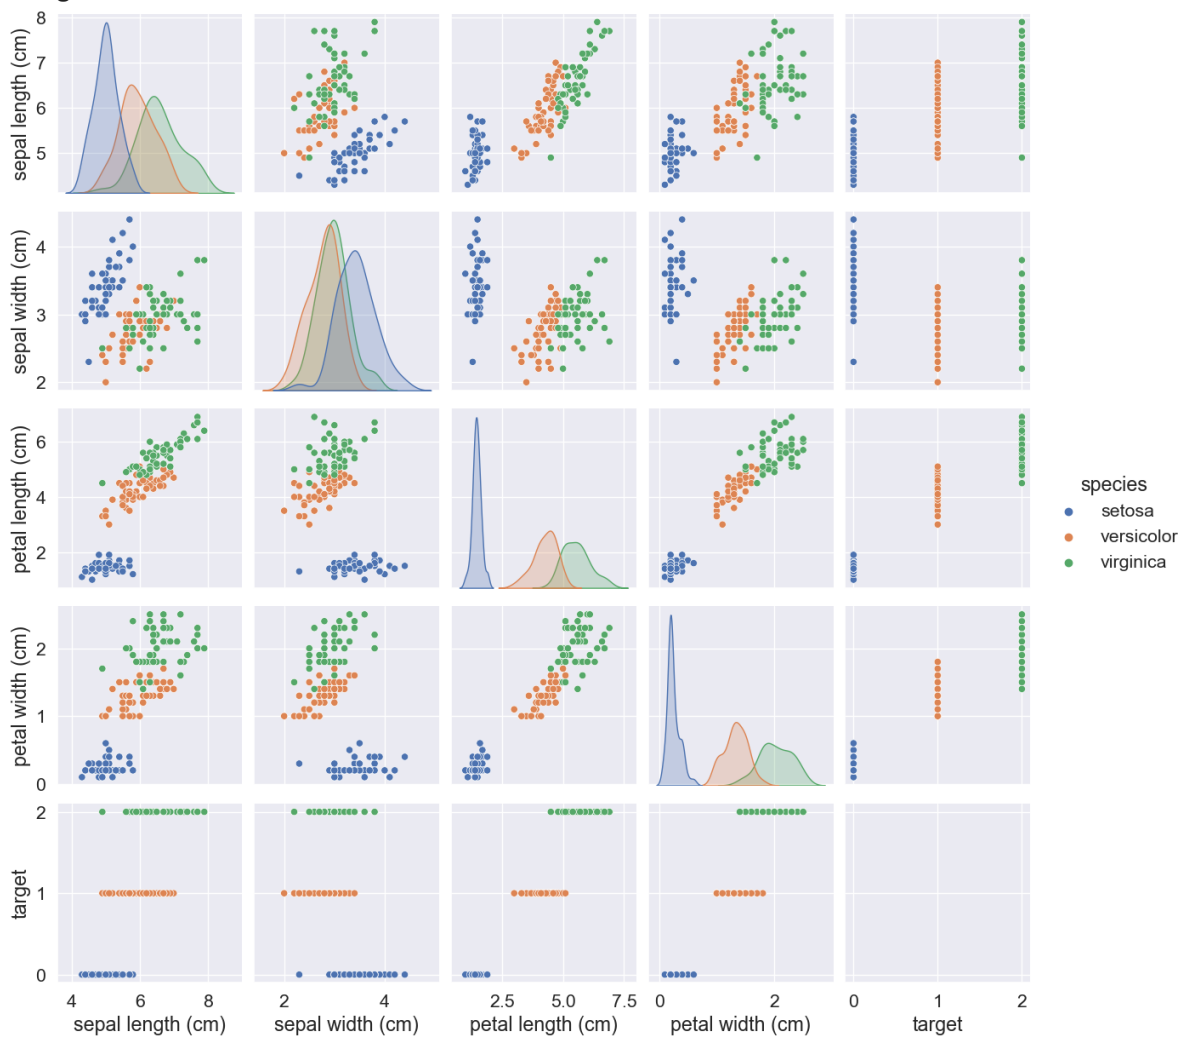 8
7
6
5
sepal length (cm)
4
3
2
sepal width (cm)
6
4
2
petal length (cm)
2
1
0
petal width (cm)
2
1
0
target
4 6 8
2 4
2.5 5.0 7.5
0 2
0 1 2
sepal length (cm)
sepal width (cm)
petal length (cm)
petal width (cm)
target
species
setosa
versicolor
virginica